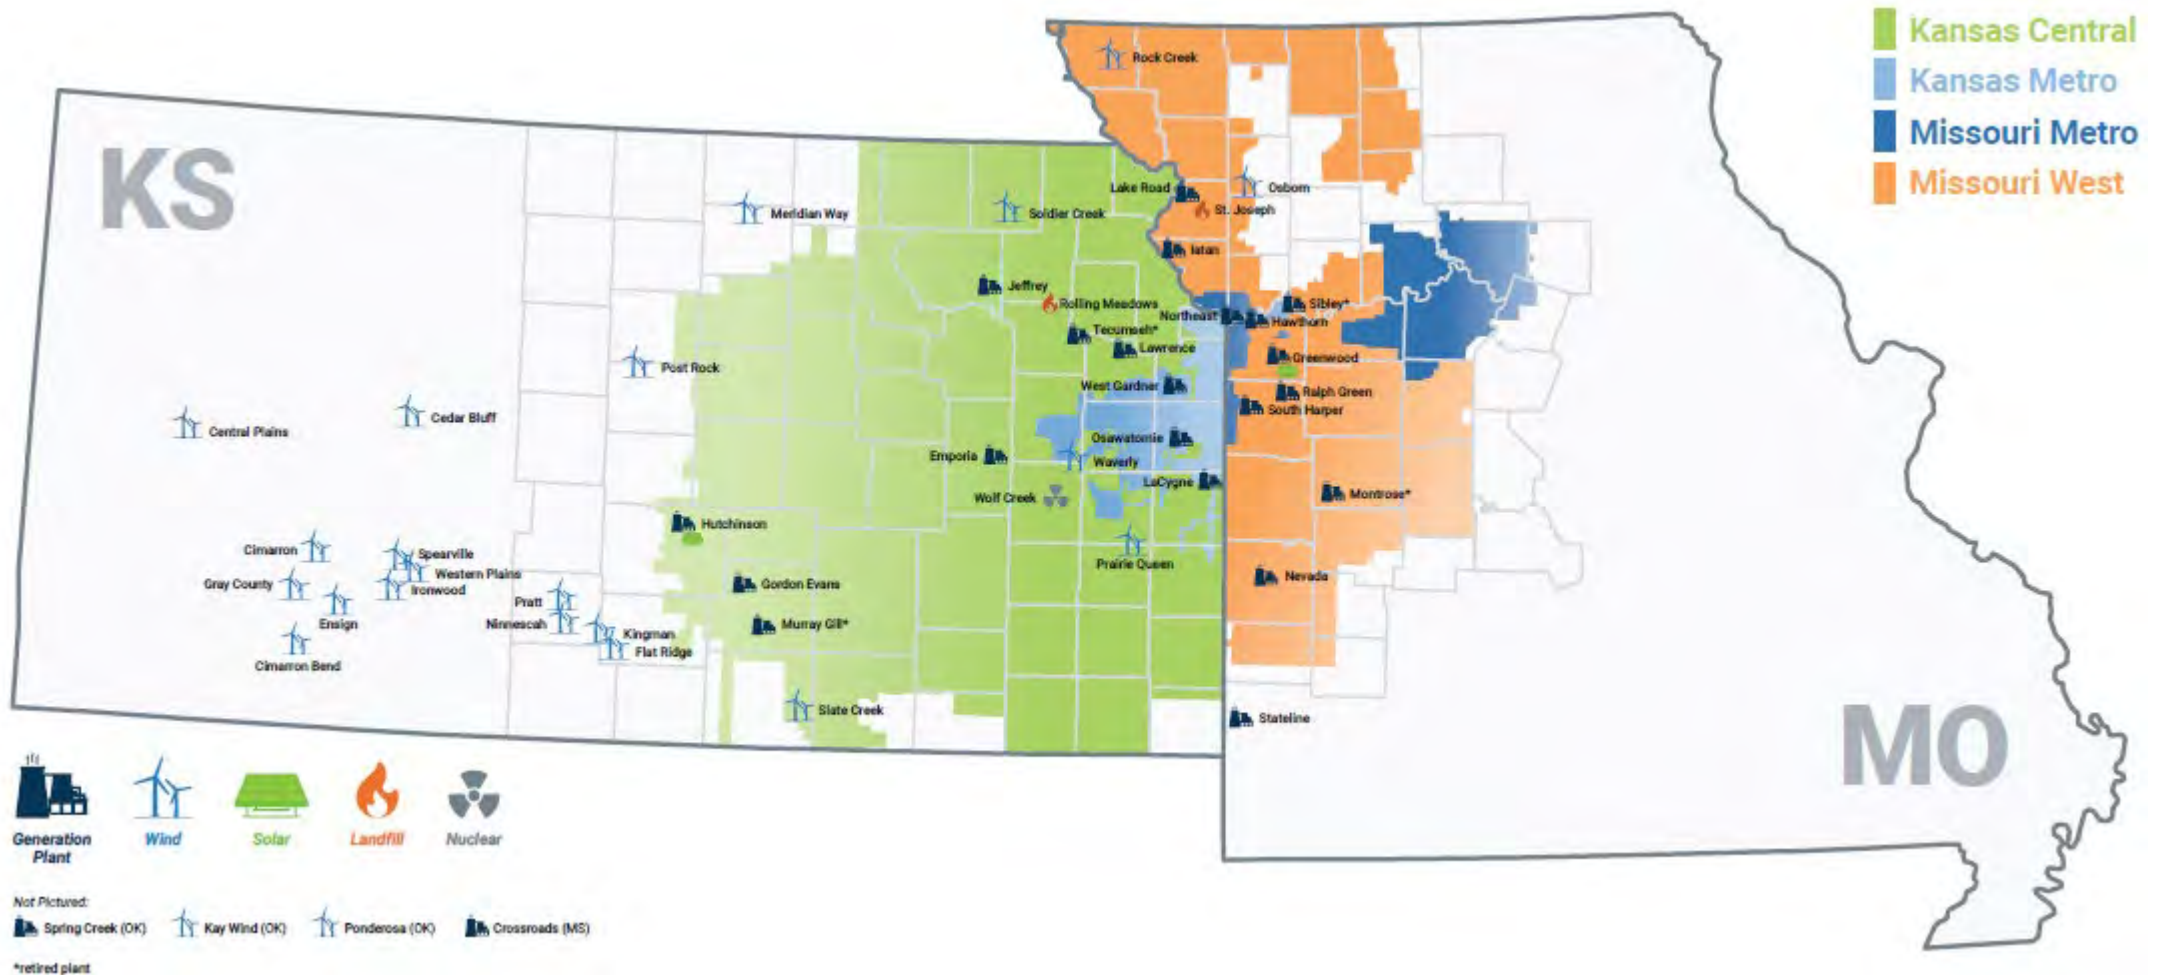 Kansas Central
Kansas Metro
Missouri Metro
Missouri West
KS
MO
Rock Creek
Lake Road
Osborn
St. Joseph
Iatan
Meridian Way
Soldier Creek
Jeffrey
Rolling Meadows
Sibley*
Northeast
Hawthorn
Tecumseh*
Lawrence
Greenwood
Post Rock
West Gardner
Ralph Green
South Harper
Central Plains
Cedar Bluff
Osawatomie
Emporia
Waverly
LaCygne
Wolf Creek
Montrose*
Hutchinson
Cimarron
Spearville
Western Plains
Prairie Queen
Gray County
Ironwood
Gordon Evans
Nevada
Pratt
Ensign
Ninnescah
Murray Gill*
Kingman
Flat Ridge
Cimarron Bend
Slate Creek
Stateline
Generation
Plant
Wind
Solar
Landfill
Nuclear
Not Pictured:
Spring Creek (OK) Kay Wind (OK) Ponderosa (OK) Crossroads (MS)
*retired plant